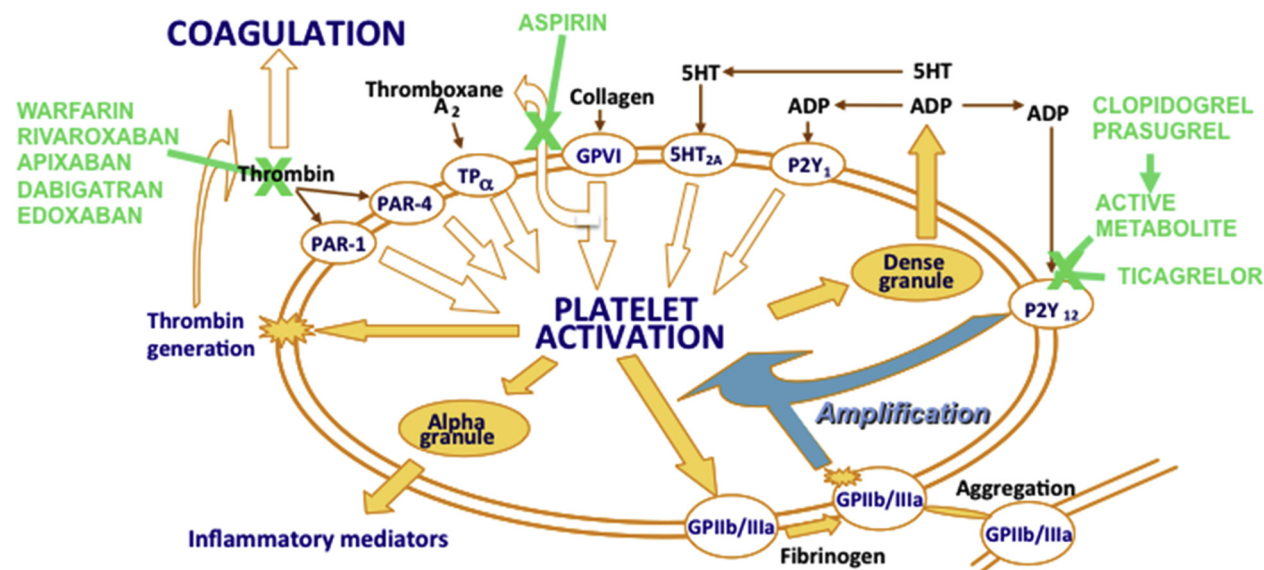 COAGULATION
ASPIRIN
WARFARIN
RIVAROXABAN
APIXABAN
DABIGATRAN
EDOXABAN
Thrombin
Thromboxane
A2
Collagen
5HT
5HT
ADP
ADP
ADP
CLOPIDOGREL
PRASUGREL
ACTIVE
METABOLITE
TICAGRELOR
PAR-1
PAR-4
TPα
GPVI
5HT2A
P2Y1
P2Y12
Dense
granule
PLATELET
ACTIVATION
Thrombin
generation
Alpha
granule
Amplification
Inflammatory mediators
GPIIb/IIIa
Fibrinogen
GPIIb/IIIa
Aggregation
GPIIb/IIIa